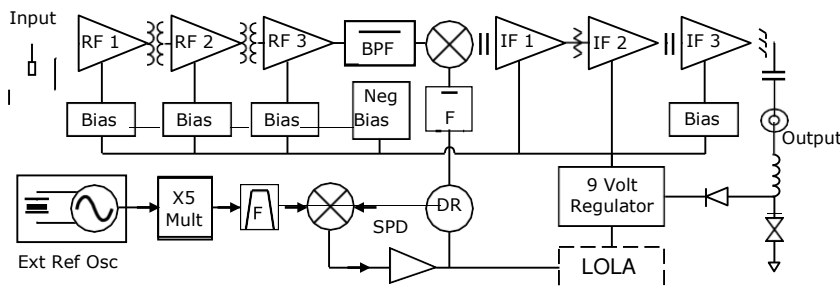 Input
RF 1
RF 2
RF 3
BPF
IF 1
IF 2
IF 3
Bias
Bias
Bias
Neg
Bias
F
Bias
Output
X5
Mult
F
SPD
DR
9 Volt
Regulator
Ext Ref Osc
LOLA